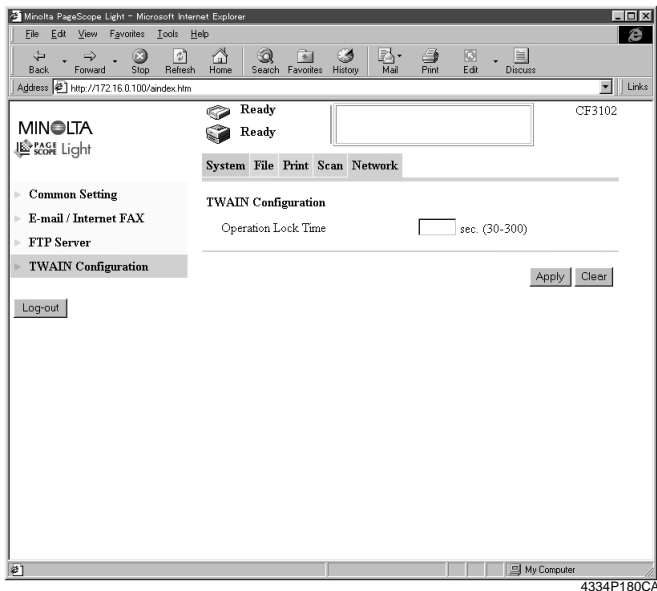 Minolta PageScope Light - Microsoft Internet Explorer
File Edit View Favorites Tools Help
Back Forward Stop Refresh Home Search Favorites History Mail Print Edit Discuss
Address http://172.16.0.100/aindex.htm Links
MINOLTA
PAGE SCOPE Light
Ready
Ready
CF3102
System File Print Scan Network
Common Setting
E-mail / Internet FAX
FTP Server
TWAIN Configuration
Log-out
TWAIN Configuration
Operation Lock Time sec. (30-300)
Apply Clear
My Computer
4334P180CA